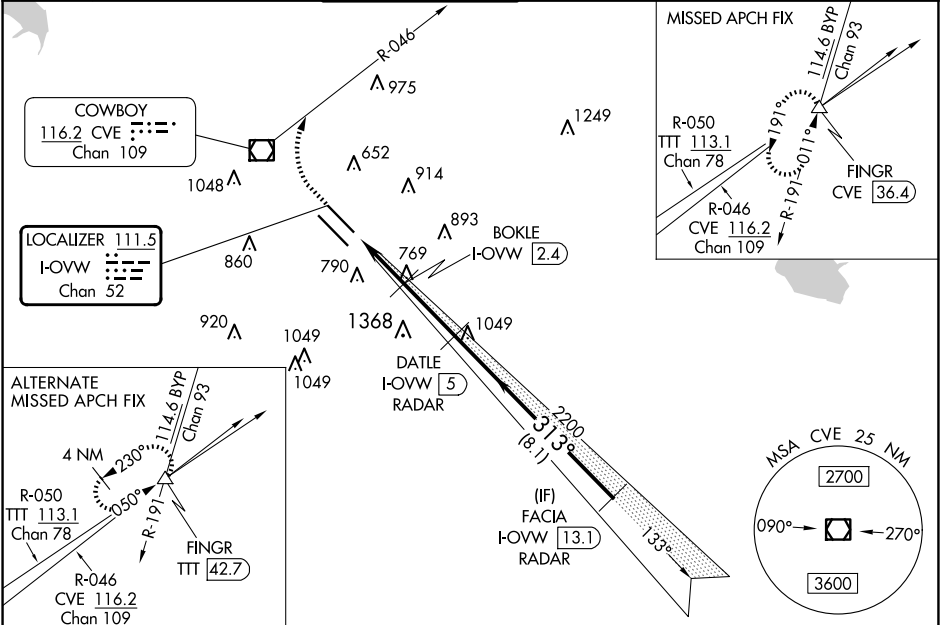 R-046
975
COWBOY
116.2 CVE
Chan 109
1249
1048
652
914
LOCALIZER 111.5
I-OVW
Chan 52
860
893
BOKLE
I-OVW 2.4
790
769
920
1368
1049
1049
1049
DATLE
I-OVW 5
RADAR
2200
313°
(8.1)
(IF)
FACIA
I-OVW 13.1
RADAR
133°
MISSED APCH FIX
114.6 BYP
Chan 93
191°
R-050
TTT 113.1
Chan 78
R-191
011°
FINGR
CVE 36.4
R-046
CVE 116.2
Chan 109
ALTERNATE
MISSED APCH FIX
114.6 BYP
Chan 93
4 NM
230°
R-050
TTT 113.1
Chan 78
050°
R-191
FINGR
TTT 42.7
R-046
CVE 116.2
Chan 109
MSA CVE 25 NM
2700
090°
270°
3600